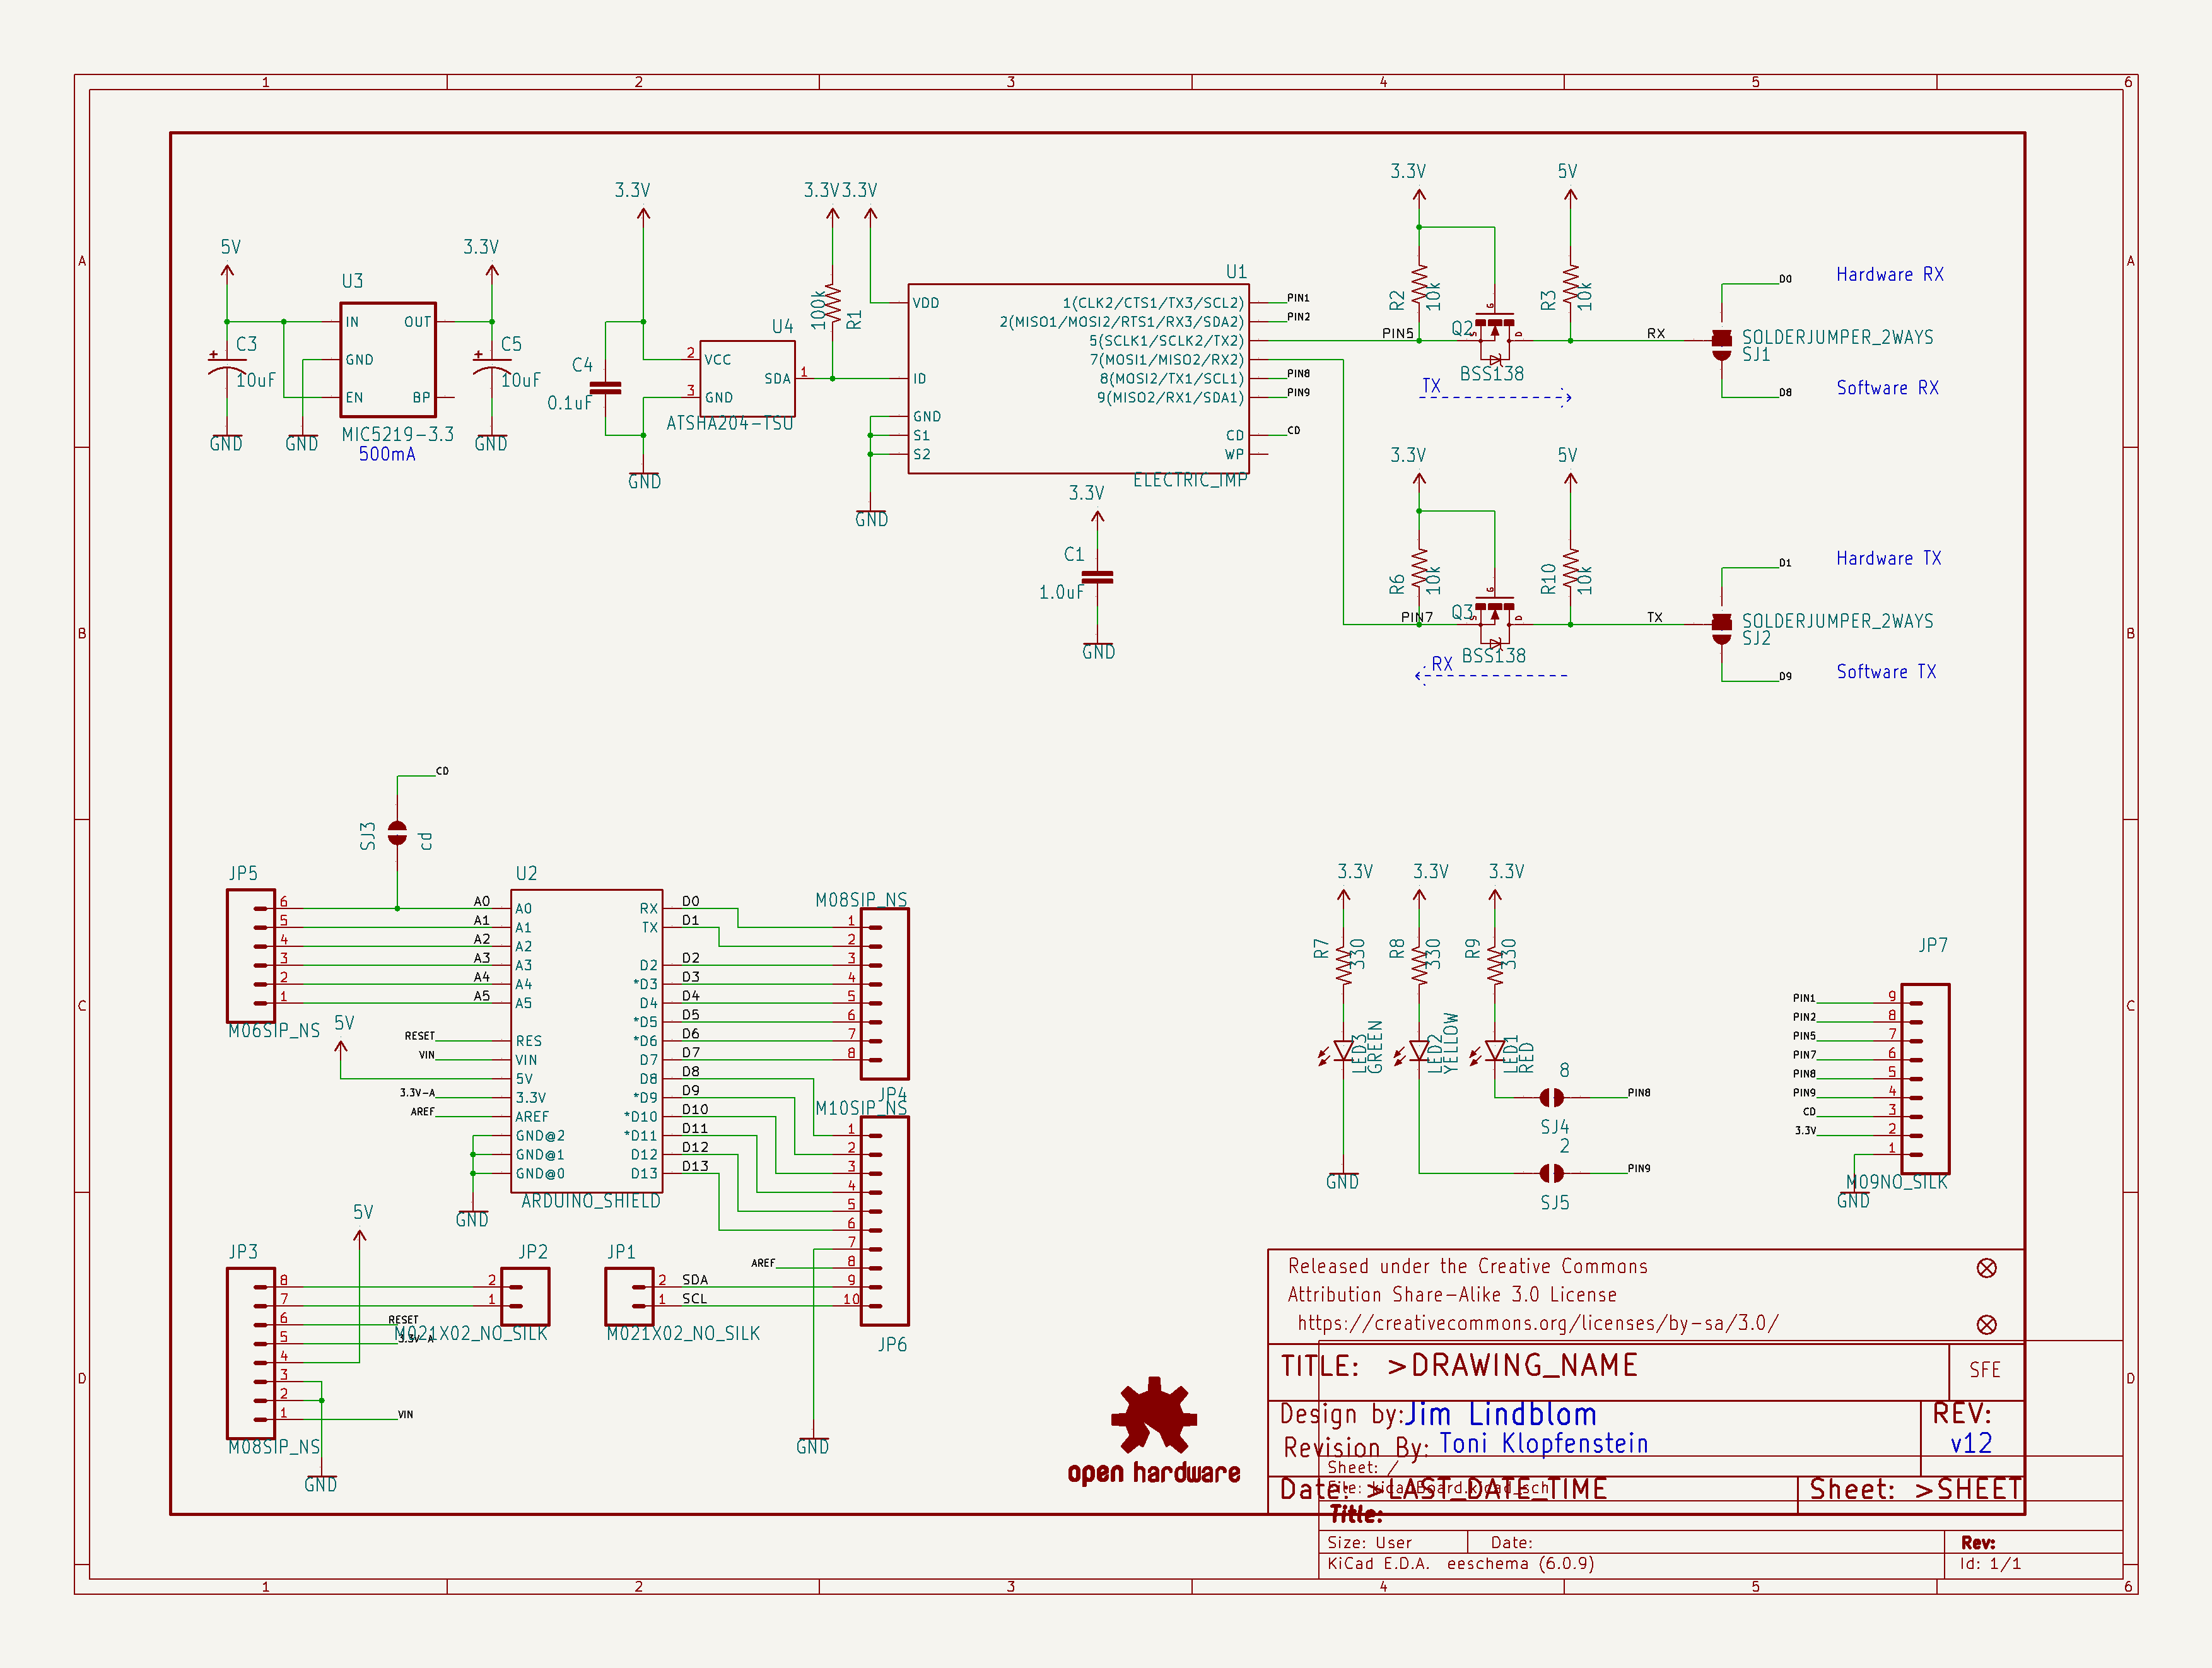 1 2 3 4 5 6
A
B
C
D
A
B
C
D
1 2 3 4 5 6
5V
3.3V
U3
IN
GND
EN
OUT
BP
C3
10uF
C5
10uF
MIC5219-3.3
500mA
GND
GND
GND
3.3V
C4
0.1uF
U4
2 VCC
3 GND
SDA 1
ATSHA204-TSU
GND
3.3V 3.3V
100k
R1
U1
VDD
ID
GND
S1
S2
1(CLK2/CTS1/TX3/SCL2)
2(MISO1/MOSI2/RTS1/RX3/SDA2)
5(SCLK1/SCLK2/TX2)
7(MOSI1/MISO2/RX2)
8(MOSI2/TX1/SCL1)
9(MISO2/RX1/SDA1)
CD
WP
PIN1
PIN2
PIN8
PIN9
CD
ELECTRIC_IMP
GND
3.3V
C1
1.0uF
GND
3.3V
5V
R2
10k
R3
10k
PIN5
Q2
G
S
D
BSS138
RX
TX
D0
Hardware RX
SOLDERJUMPER_2WAYS
SJ1
D8
Software RX
3.3V
5V
R6
10k
R10
10k
PIN7
Q3
G
S
D
BSS138
TX
RX
D1
Hardware TX
SOLDERJUMPER_2WAYS
SJ2
D9
Software TX
CD
SJ3
cd
JP5
6
5
4
3
2
1
M06SIP_NS
A0
A1
A2
A3
A4
A5
5V
RESET
VIN
3.3V-A
AREF
U2
A0
A1
A2
A3
A4
A5
RES
VIN
5V
3.3V
AREF
GND@2
GND@1
GND@0
RX
TX
D2
*D3
D4
*D5
*D6
D7
D8
*D9
*D10
*D11
D12
D13
ARDUINO_SHIELD
GND
D0
D1
D2
D3
D4
D5
D6
D7
D8
D9
D10
D11
D12
D13
M08SIP_NS
1
2
3
4
5
6
7
8
JP4
M10SIP_NS
1
2
3
4
5
6
7
8
9
10
JP6
AREF
GND
5V
JP3
8
7
6
5
4
3
2
1
M08SIP_NS
RESET
3.3V-A
VIN
GND
JP2
2
1
M021X02_NO_SILK
JP1
2 SDA
1 SCL
M021X02_NO_SILK
3.3V 3.3V 3.3V
R7
330
R8
330
R9
330
LED3
GREEN
LED2
YELLOW
LED1
RED
8
PIN8
SJ4
2
PIN9
SJ5
GND
JP7
PIN1 9
PIN2 8
PIN5 7
PIN7 6
PIN8 5
PIN9 4
CD 3
3.3V 2
1
M09NO_SILK
GND
open hardware
Released under the Creative Commons
Attribution Share-Alike 3.0 License
https://creativecommons.org/licenses/by-sa/3.0/
TITLE: >DRAWING_NAME
SFE
Design by: Jim Lindblom
REV:
Revision By: Toni Klopfenstein
v12
Sheet: /
File: kicadBoard.kicad_sch
Date: >LAST_DATE_TIME
Sheet: >SHEET
Title:
Size: User
Date:
Rev:
KiCad E.D.A. eeschema (6.0.9)
Id: 1/1